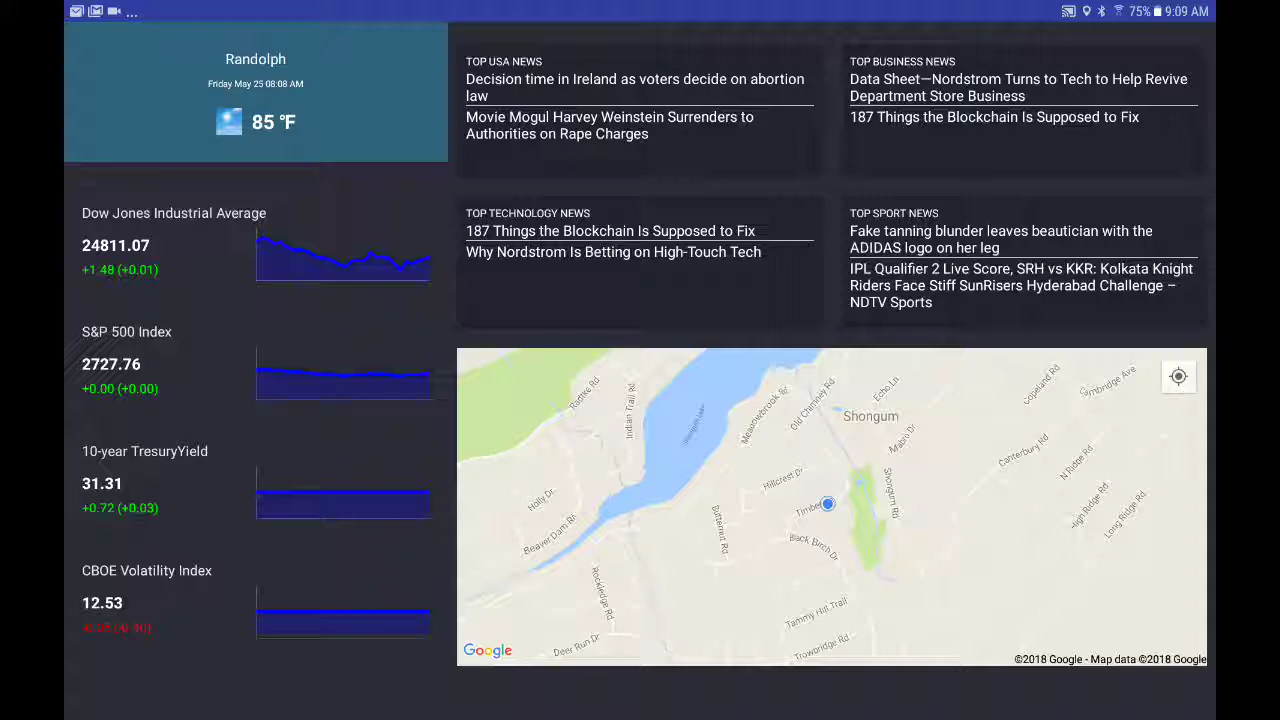 ...
75% 9:09 AM
Randolph
Friday May 25 08:08 AM
85 °F
Dow Jones Industrial Average
24811.07
+1.48 (+0.01)
S&P 500 Index
2727.76
+0.00 (+0.00)
10-year TresuryYield
31.31
+0.72 (+0.03)
CBOE Volatility Index
12.53
TOP USA NEWS
Decision time in Ireland as voters decide on abortion
law
Movie Mogul Harvey Weinstein Surrenders to
Authorities on Rape Charges
TOP BUSINESS NEWS
Data Sheet—Nordstrom Turns to Tech to Help Revive
Department Store Business
187 Things the Blockchain Is Supposed to Fix
TOP TECHNOLOGY NEWS
187 Things the Blockchain Is Supposed to Fix
Why Nordstrom Is Betting on High-Touch Tech
TOP SPORT NEWS
Fake tanning blunder leaves beautician with the
ADIDAS logo on her leg
IPL Qualifier 2 Live Score, SRH vs KKR: Kolkata Knight
Riders Face Stiff SunRisers Hyderabad Challenge –
NDTV Sports
Radtke Rd
Indian Trail Rd
Meadowbrook
Old Chimney Rd
Echo Ln
Shongum
Mabro Dr
Copeland Rd
Canterbury Rd
N Ridge Rd
High Ridge Rd
Long Ridge Rd
Hillcrest Dr
Shongum Rd
Holly Dr
Beaver Dam Rd
Butternut Rd
Timbe
Black Birch Dr
Rockledge Rd
Tammy Hill Trail
Deer Run Dr
Trowbridge Rd
Google
©2018 Google - Map data ©2018 Google